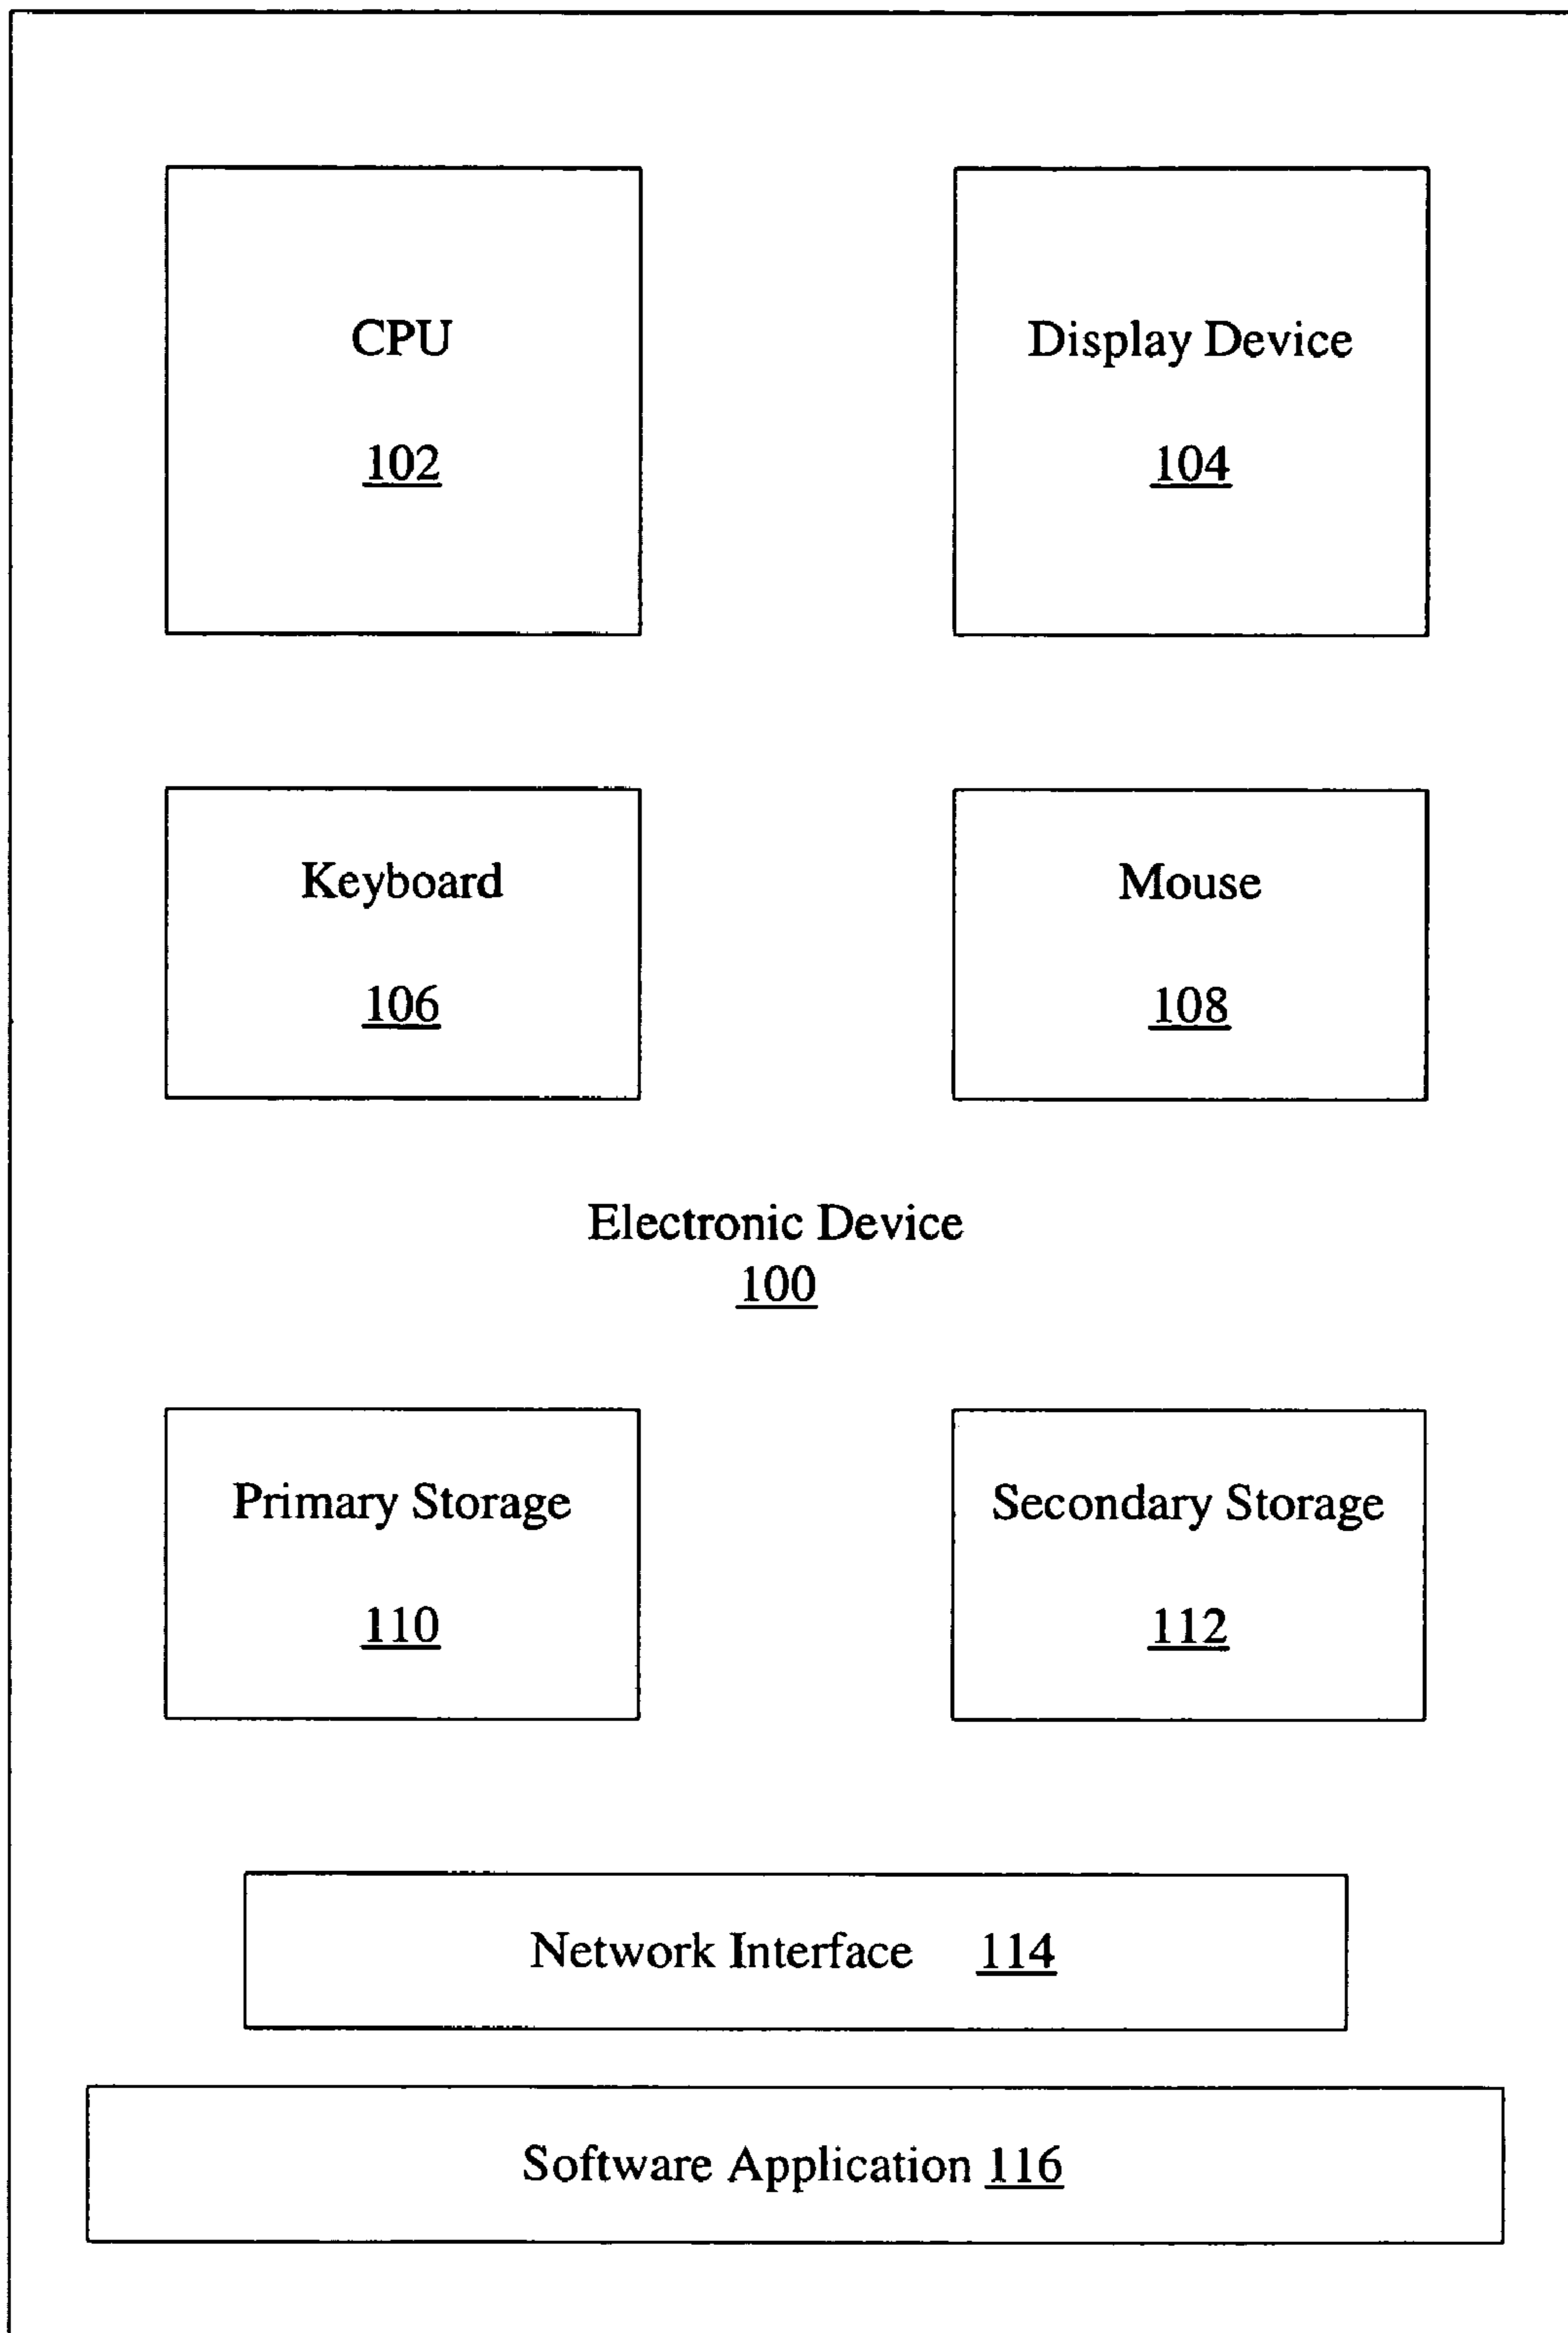 CPU
102
Display Device
104
Keyboard
106
Mouse
108
Electronic Device
100
Primary Storage
110
Secondary Storage
112
Network Interface 114
Software Application 116